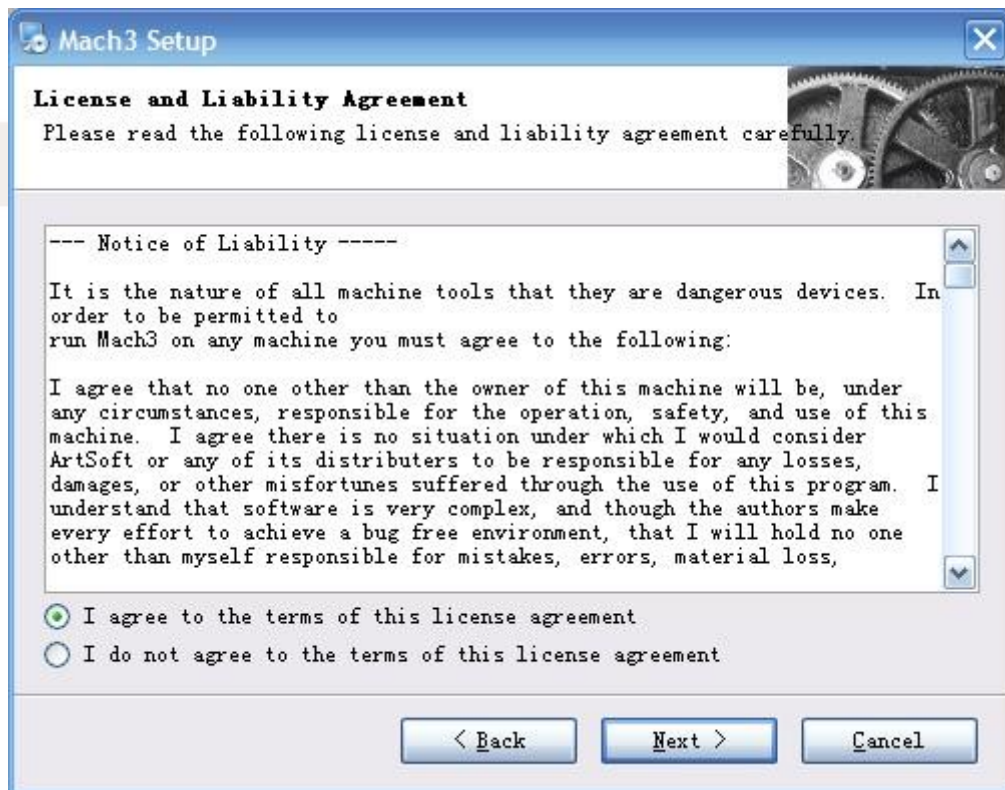 Mach3 Setup
License and Liability Agreement
Please read the following license and liability agreement carefully.
--- Notice of Liability -----
It is the nature of all machine tools that they are dangerous devices.  In
order to be permitted to
run Mach3 on any machine you must agree to the following:
I agree that no one other than the owner of this machine will be, under
any circumstances, responsible for the operation, safety, and use of this
machine.  I agree there is no situation under which I would consider
ArtSoft or any of its distributers to be responsible for any losses,
damages, or other misfortunes suffered through the use of this program.  I
understand that software is very complex, and though the authors make
every effort to achieve a bug free environment, that I will hold no one
other than myself responsible for mistakes, errors, material loss,
I agree to the terms of this license agreement
I do not agree to the terms of this license agreement
< Back
Next >
Cancel